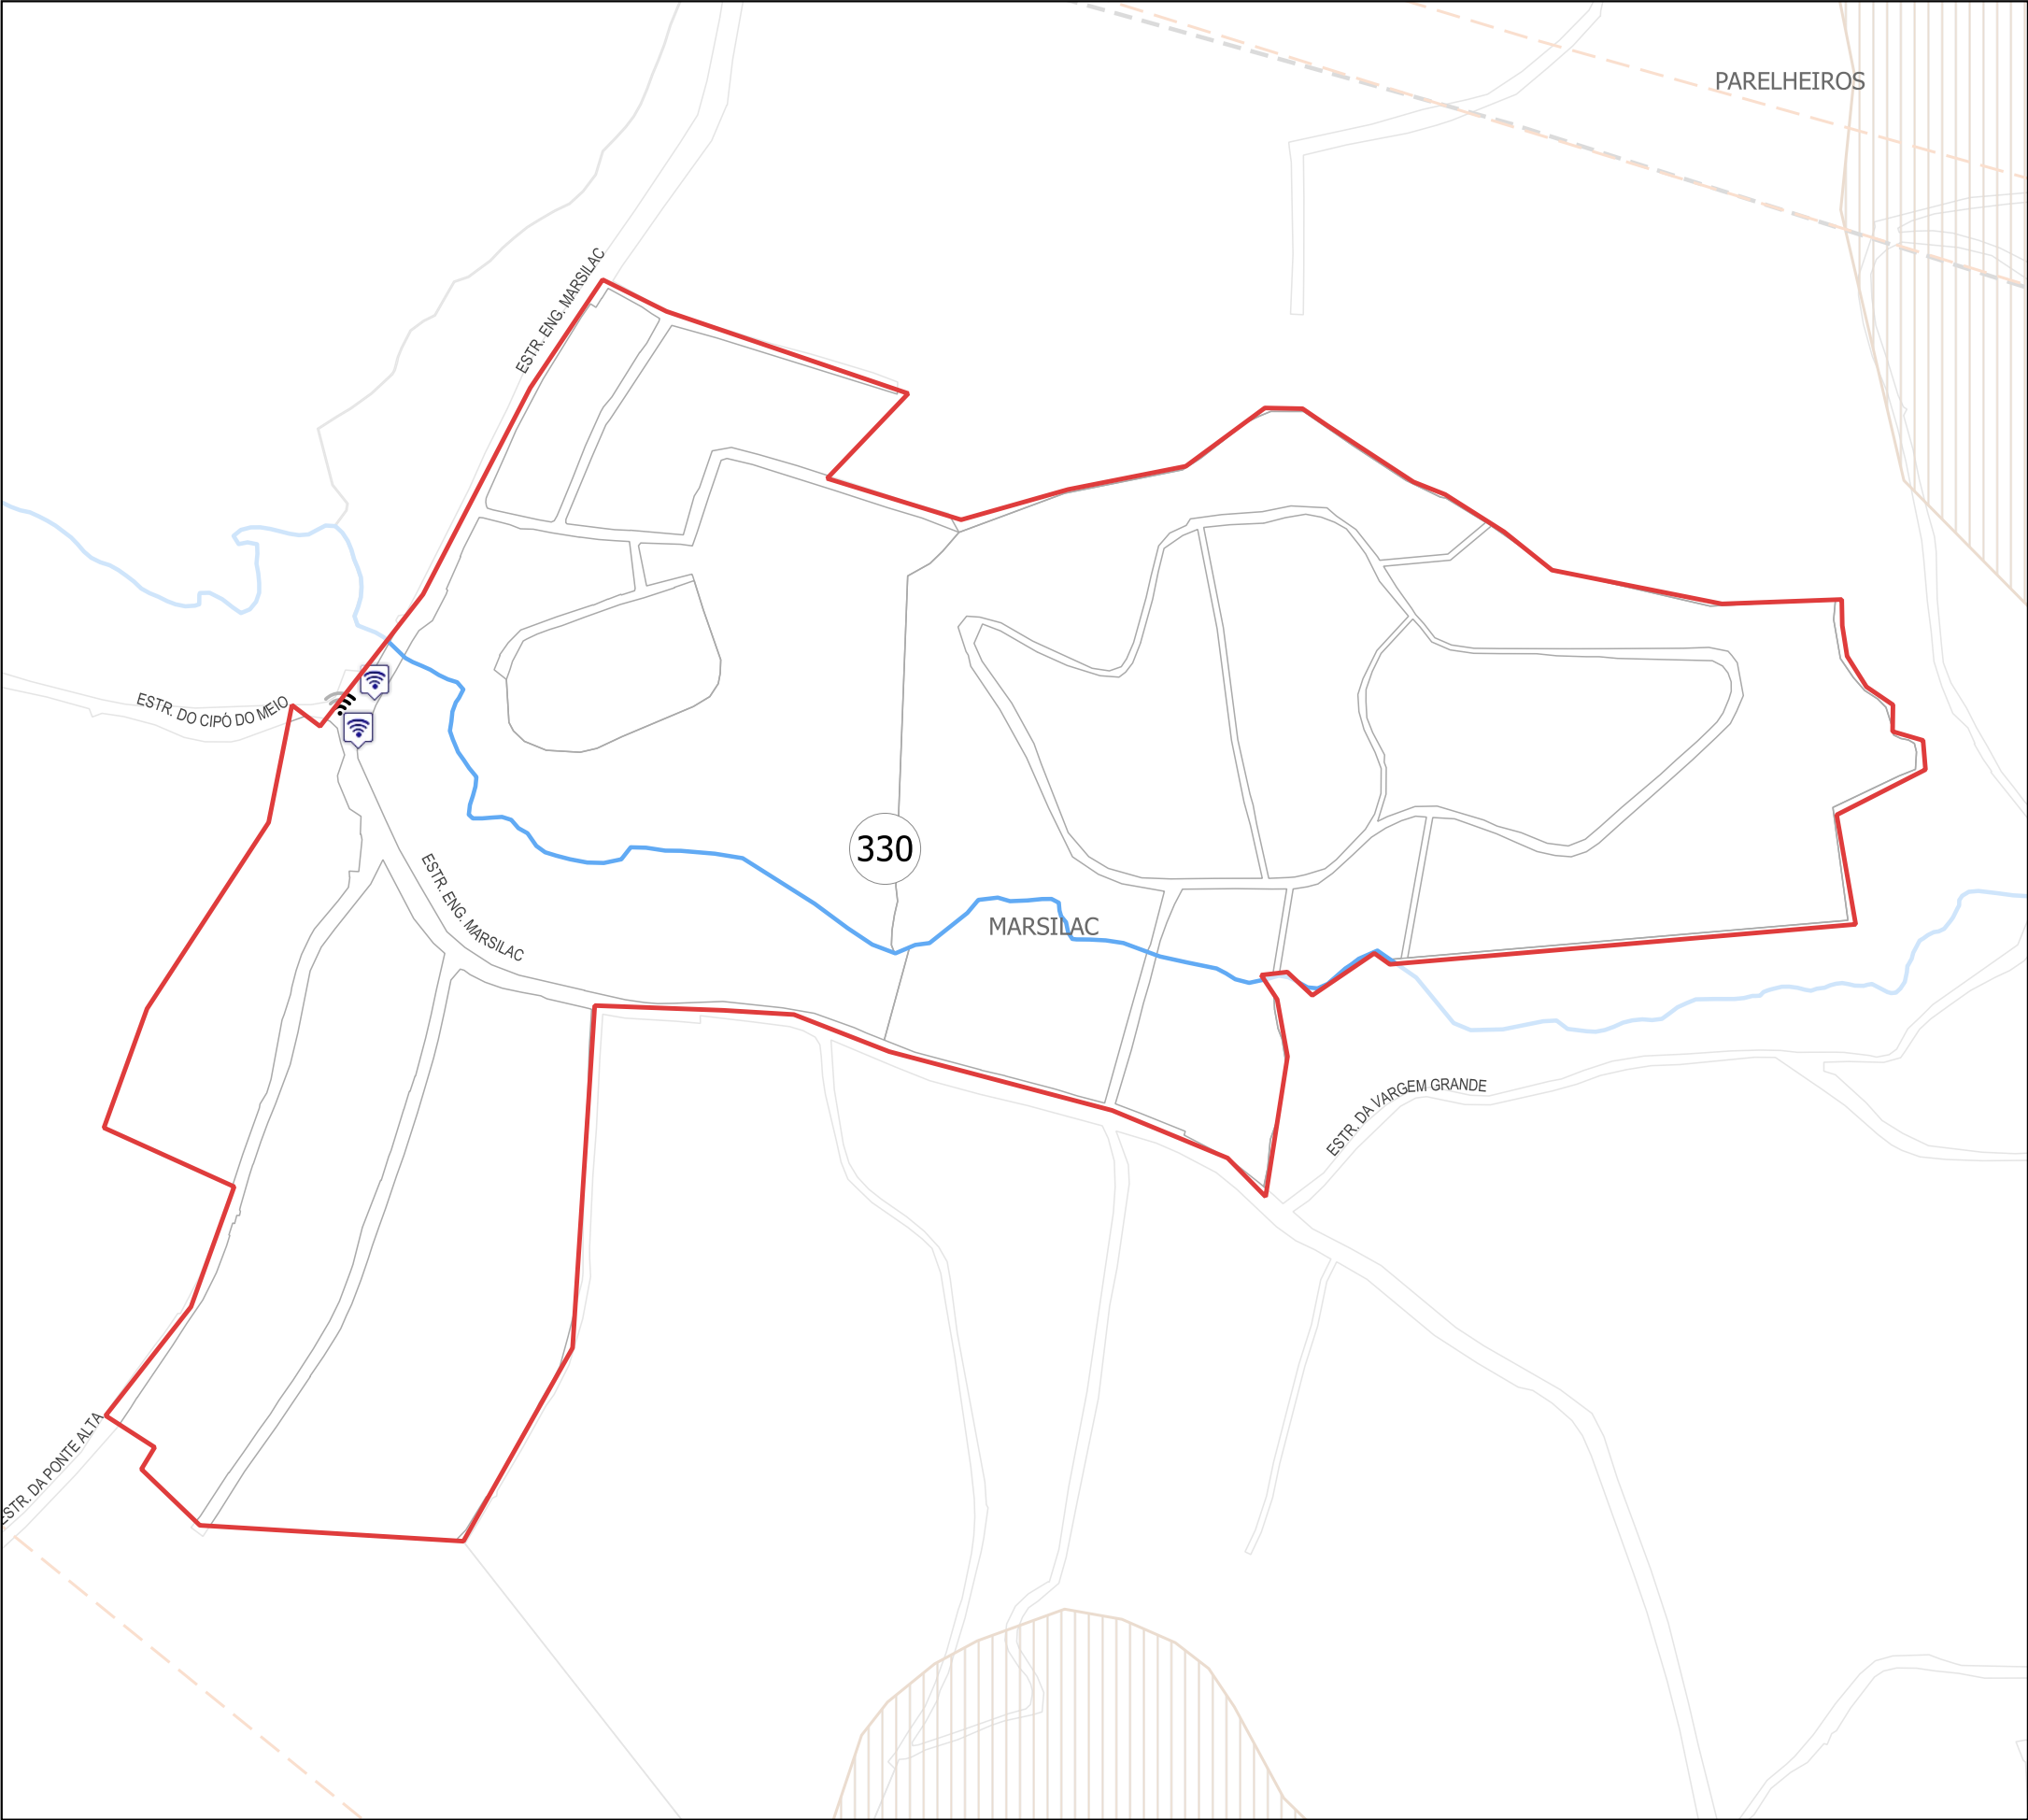 PARELHEIROS
ESTR. ENG. MARSILAC
ESTR. DO CIPÓ DO MEIO
330
ESTR. ENG. MARSILAC
MARSILAC
ESTR. DA VARGEM GRANDE
ESTR. DA PONTE ALTA